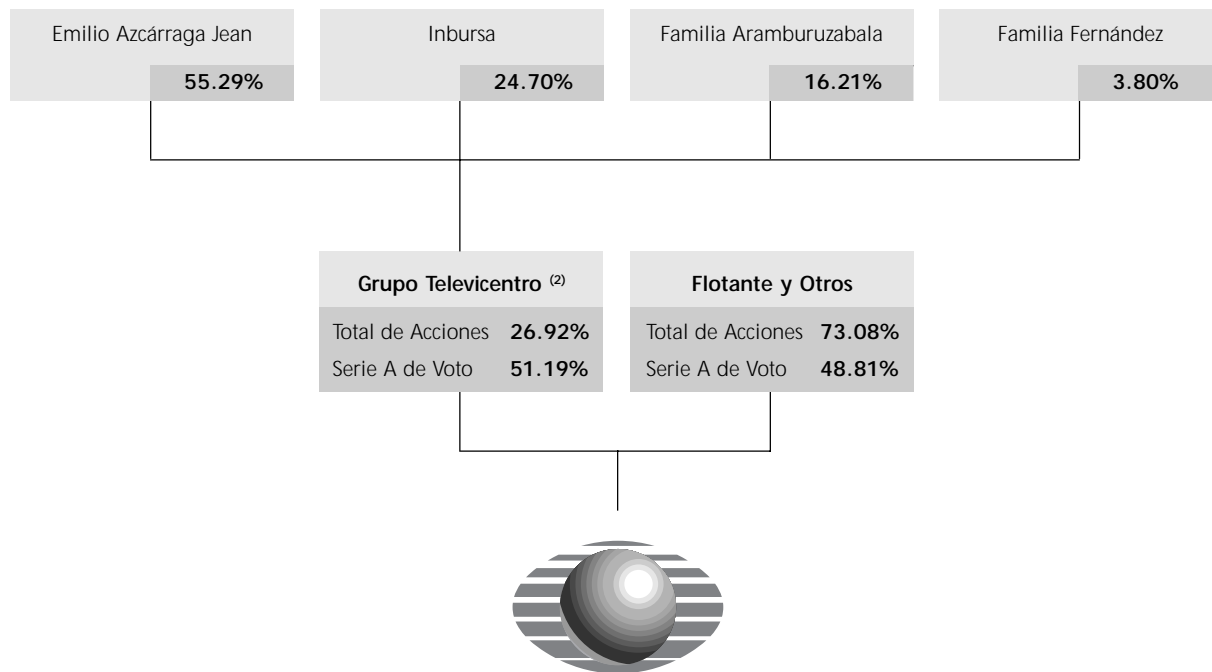 Emilio Azcárraga Jean
55.29%
Inbursa
24.70%
Familia Aramburuzabala
16.21%
Familia Fernández
3.80%
Grupo Televicentro (2)
Total de Acciones 26.92%
Serie A de Voto 51.19%
Flotante y Otros
Total de Acciones 73.08%
Serie A de Voto 48.81%